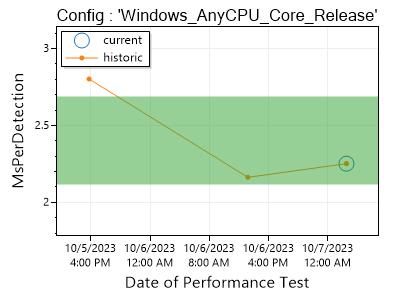 Config : 'Windows_AnyCPU_Core_Release'
current
historic
3
2.5
2
MsPerDetection
10/5/2023 10/6/2023 10/6/2023 10/6/2023 10/7/2023
4:00 PM 12:00 AM 8:00 AM 4:00 PM 12:00 AM
Date of Performance Test